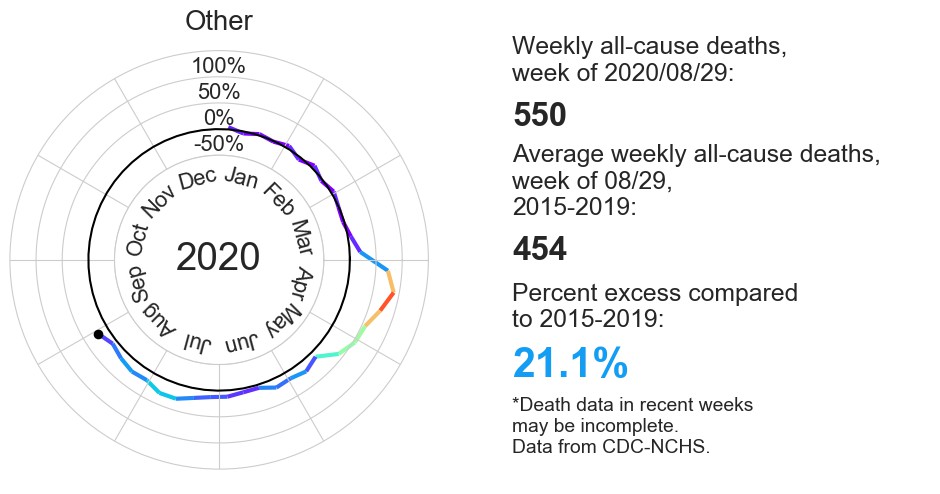 Other
100%
50%
0%
-50%
Jan
Feb
Mar
Apr
May
Jun
Jul
Aug
Sep
Oct
Nov
Dec
2020
Weekly all-cause deaths,
week of 2020/08/29:
550
Average weekly all-cause deaths,
week of 08/29,
2015-2019:
454
Percent excess compared
to 2015-2019:
21.1%
*Death data in recent weeks
may be incomplete.
Data from CDC-NCHS.